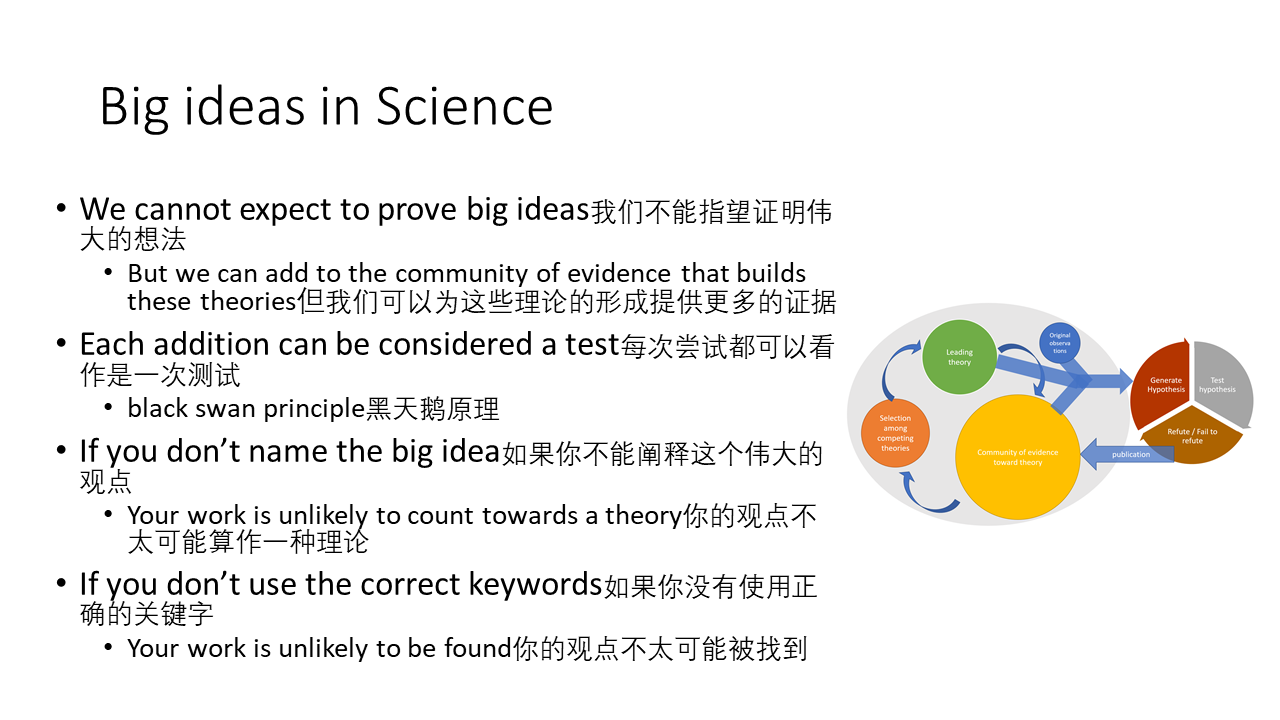 Big ideas in Science
• We cannot expect to prove big ideas我们不能指望证明伟
大的想法
• But we can add to the community of evidence that builds
these theories但我们可以为这些理论的形成提供更多的证据
• Each addition can be considered a test每次尝试都可以看
作是一次测试
• black swan principle黑天鹅原理
• If you don’t name the big idea如果你不能阐释这个伟大的
观点
• Your work is unlikely to count towards a theory你的观点不
太可能算作一种理论
• If you don’t use the correct keywords如果你没有使用正
确的关键字
• Your work is unlikely to be found你的观点不太可能被找到
Leading
theory
Original
observa
tions
Selection
among
competing
theories
Community of evidence
toward theory
Generate
Hypothesis
Test
hypothesis
Refute / Fail to
refute
publication